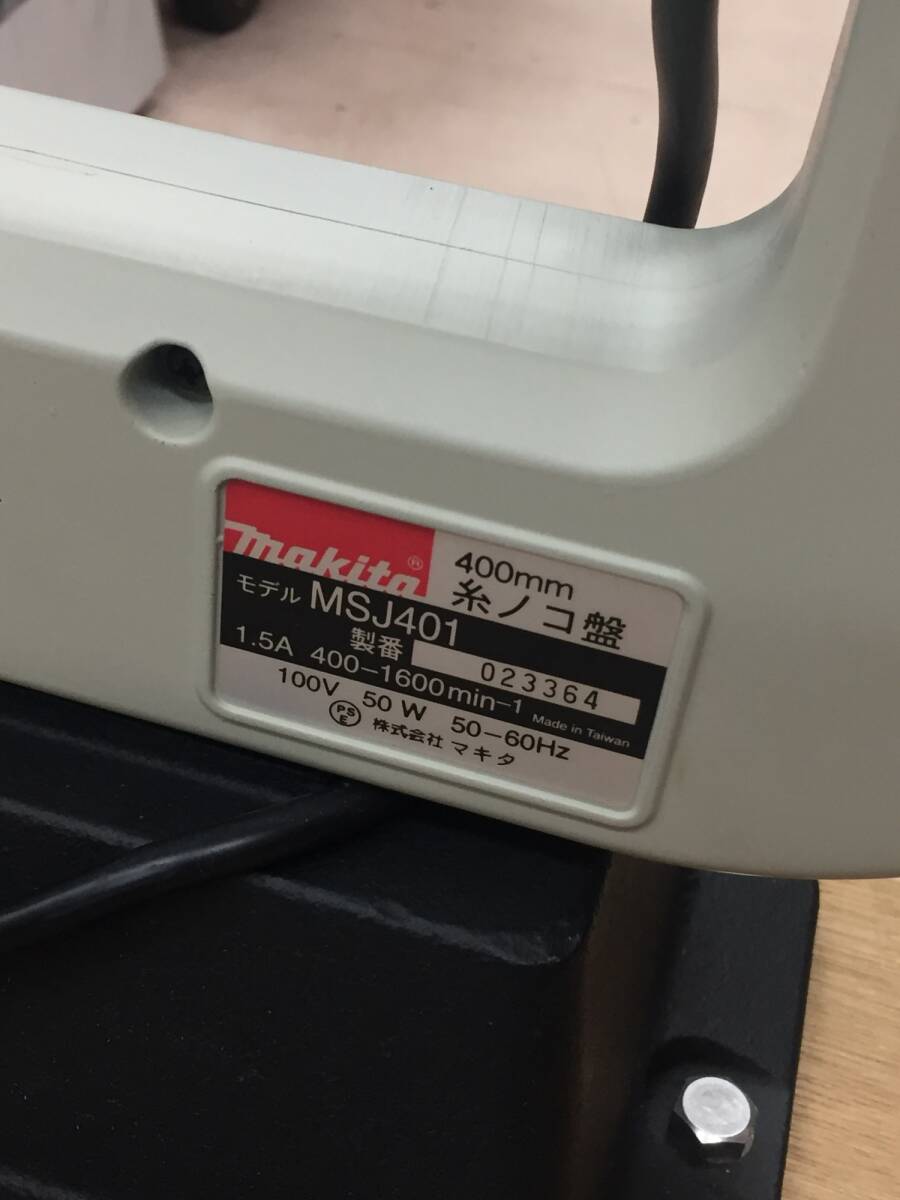 makita®
400mm
糸ノコ盤
モデル MSJ401
製番 023364
1.5A 400-1600min-1
100V 50W 50-60Hz
Made in Taiwan
PSE 株式会社 マキタ